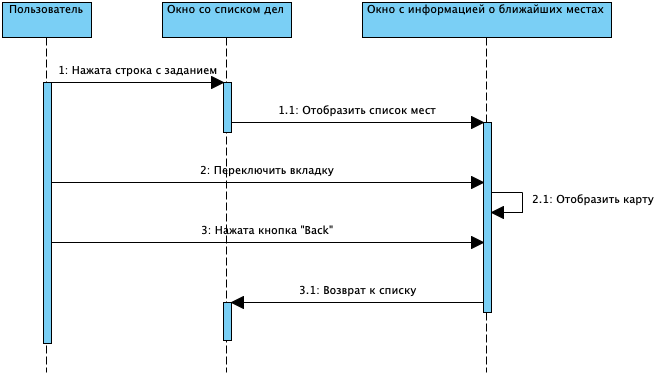 Пользователь
Окно со списком дел
Окно с информацией о ближайших местах
1: Нажата строка с заданием
1.1: Отобразить список мест
2: Переключить вкладку
2.1: Отобразить карту
3: Нажата кнопка "Back"
3.1: Возврат к списку